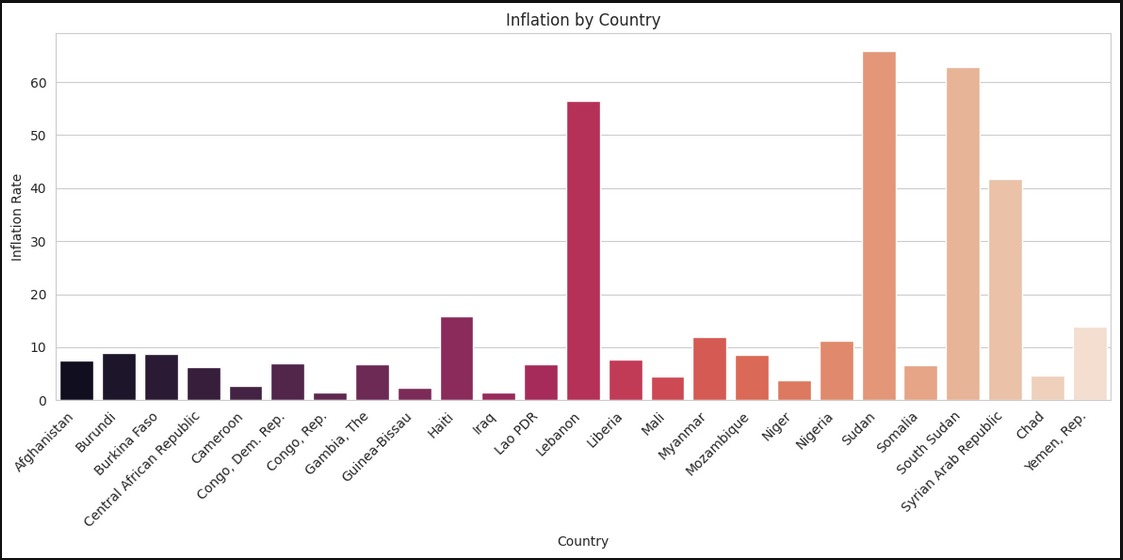 Inflation by Country
Inflation Rate
60
50
40
30
20
10
0
Afghanistan
Burundi
Burkina Faso
Central African Republic
Cameroon
Congo, Dem. Rep.
Congo, Rep.
Gambia, The
Guinea-Bissau
Haiti
Iraq
Lao PDR
Lebanon
Liberia
Mali
Myanmar
Mozambique
Niger
Nigeria
Sudan
Somalia
South Sudan
Syrian Arab Republic
Chad
Yemen, Rep.
Country